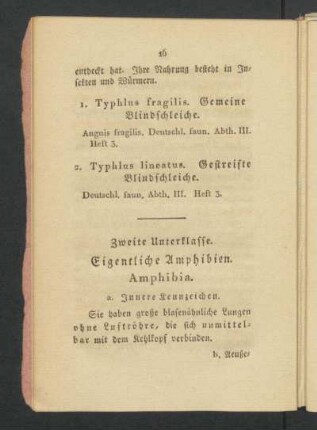 26
entdeckt hat. Ihre Nahrung besteht in In-
sekten und Würmern.
1. Typhlus fragilis. Gemeine
Blindschleiche.
Angnis fragilis. Deutschl. faun. Abth. III.
Heft 3.
2. Typhlus lineatus. Gestreifte
Blindschleiche.
Deutschl. faun. Abth. III. Heft 3.
Zweite Unterklasse.
Eigentliche Amphibien.
Amphibia.
a. Innere Kennzeichen.
Sie haben große blasenähnliche Lungen
ohne Luftröhre, die sich unmittel-
bar mit dem Kehlkopf verbinden.
b. Aeuße-